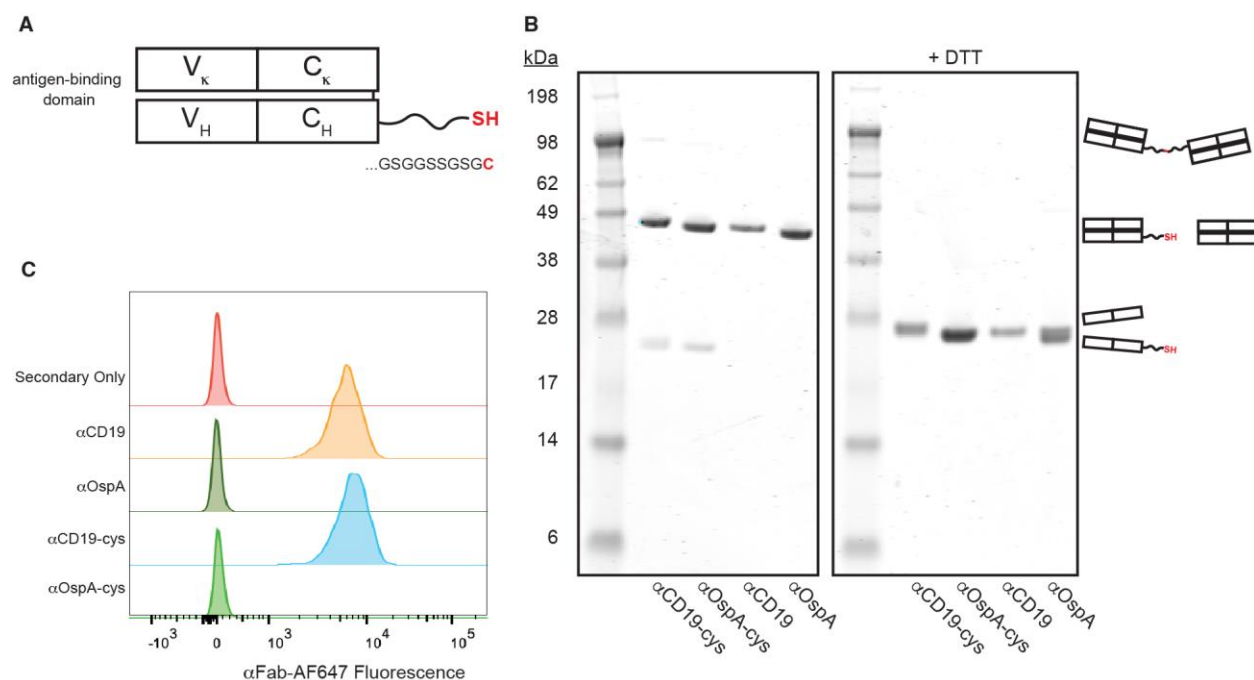 A
antigen-binding
domain
Vκ
Cκ
VH
CH
SH
...GSGGSSGSGC
B
kDa
198
98
62
49
38
28
17
14
6
αCD19-cys
αOspA-cys
αCD19
αOspA
+ DTT
αCD19-cys
αOspA-cys
αCD19
αOspA
SH
SH
C
Secondary Only
αCD19
αOspA
αCD19-cys
αOspA-cys
-10³ 0 10³ 10⁴ 10⁵
αFab-AF647 Fluorescence